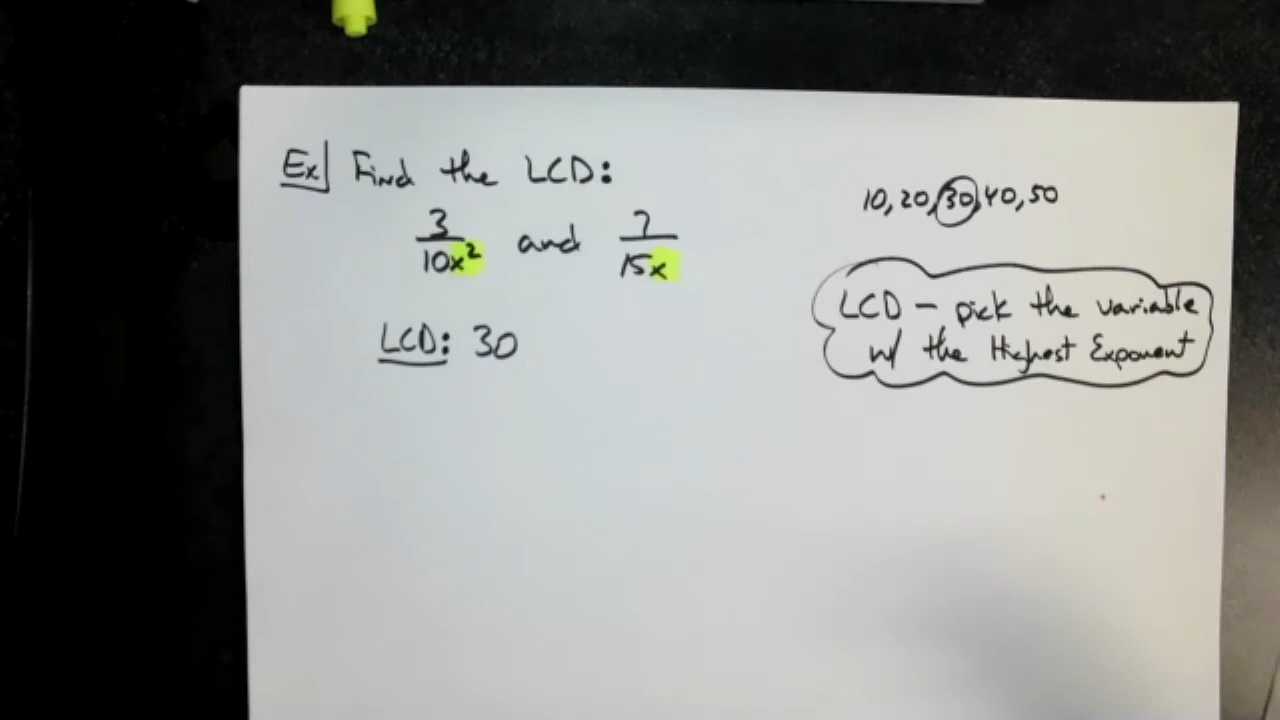 Ex| Find the LCD:
3/10x² and 7/15x
LCD: 30
10, 20, 30, 40, 50
LCD - pick the variable
w/ the Highest Exponent